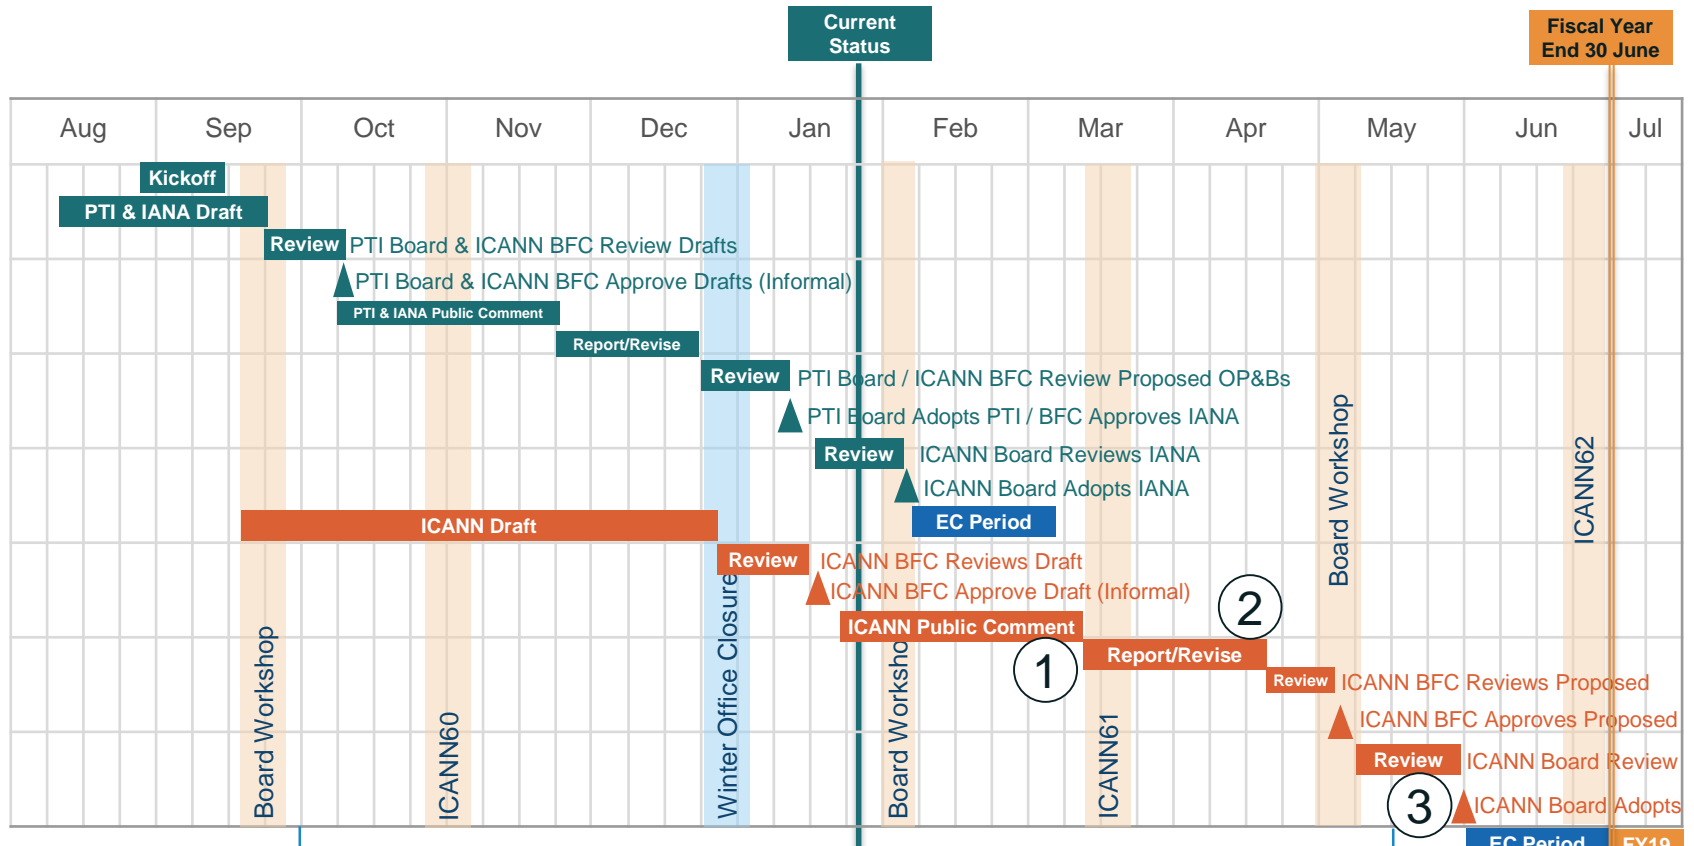 Current
Status
Fiscal Year
End 30 June
Aug Sep Oct Nov Dec Jan Feb Mar Apr May Jun Jul
Kickoff
PTI & IANA Draft
Review PTI Board & ICANN BFC Review Drafts
PTI Board & ICANN BFC Approve Drafts (Informal)
PTI & IANA Public Comment
Report/Revise
Review PTI Board / ICANN BFC Review Proposed OP&Bs
PTI Board Adopts PTI / BFC Approves IANA
Review ICANN Board Reviews IANA
ICANN Board Adopts IANA
ICANN Draft EC Period
Review ICANN BFC Reviews Draft
ICANN BFC Approve Draft (Informal)
2
ICANN Public Comment
1
Report/Revise
Review ICANN BFC Reviews Proposed
ICANN BFC Approves Proposed
Review ICANN Board Review
3
ICANN Board Adopts
Board Workshop
ICANN60
Winter Office Closure
Board Workshop
ICANN61
Board Workshop
ICANN62
EC Period FY19